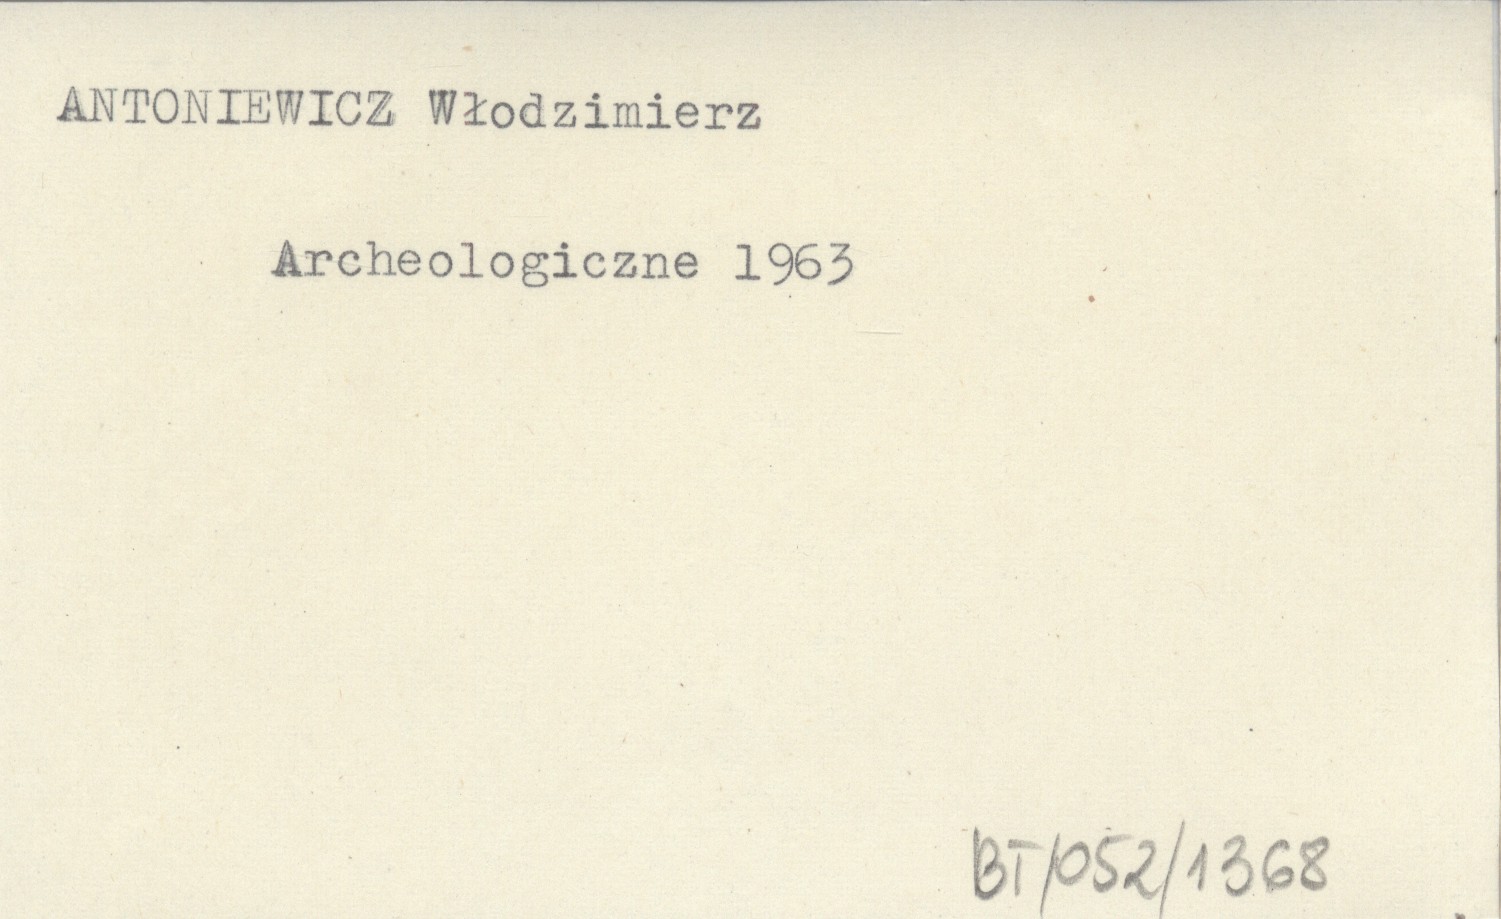 ANTONIEWICZ Włodzimierz
Archeologiczne 1963
BT/052/1368